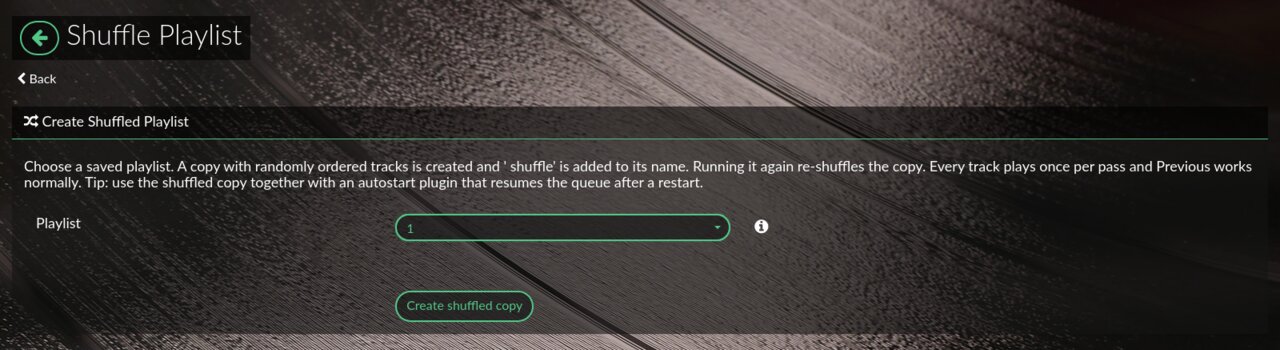 Shuffle Playlist
Back
Create Shuffled Playlist
Choose a saved playlist. A copy with randomly ordered tracks is created and ' shuffle' is added to its name. Running it again re-shuffles the copy. Every track plays once per pass and Previous works
normally. Tip: use the shuffled copy together with an autostart plugin that resumes the queue after a restart.
Playlist
1
Create shuffled copy